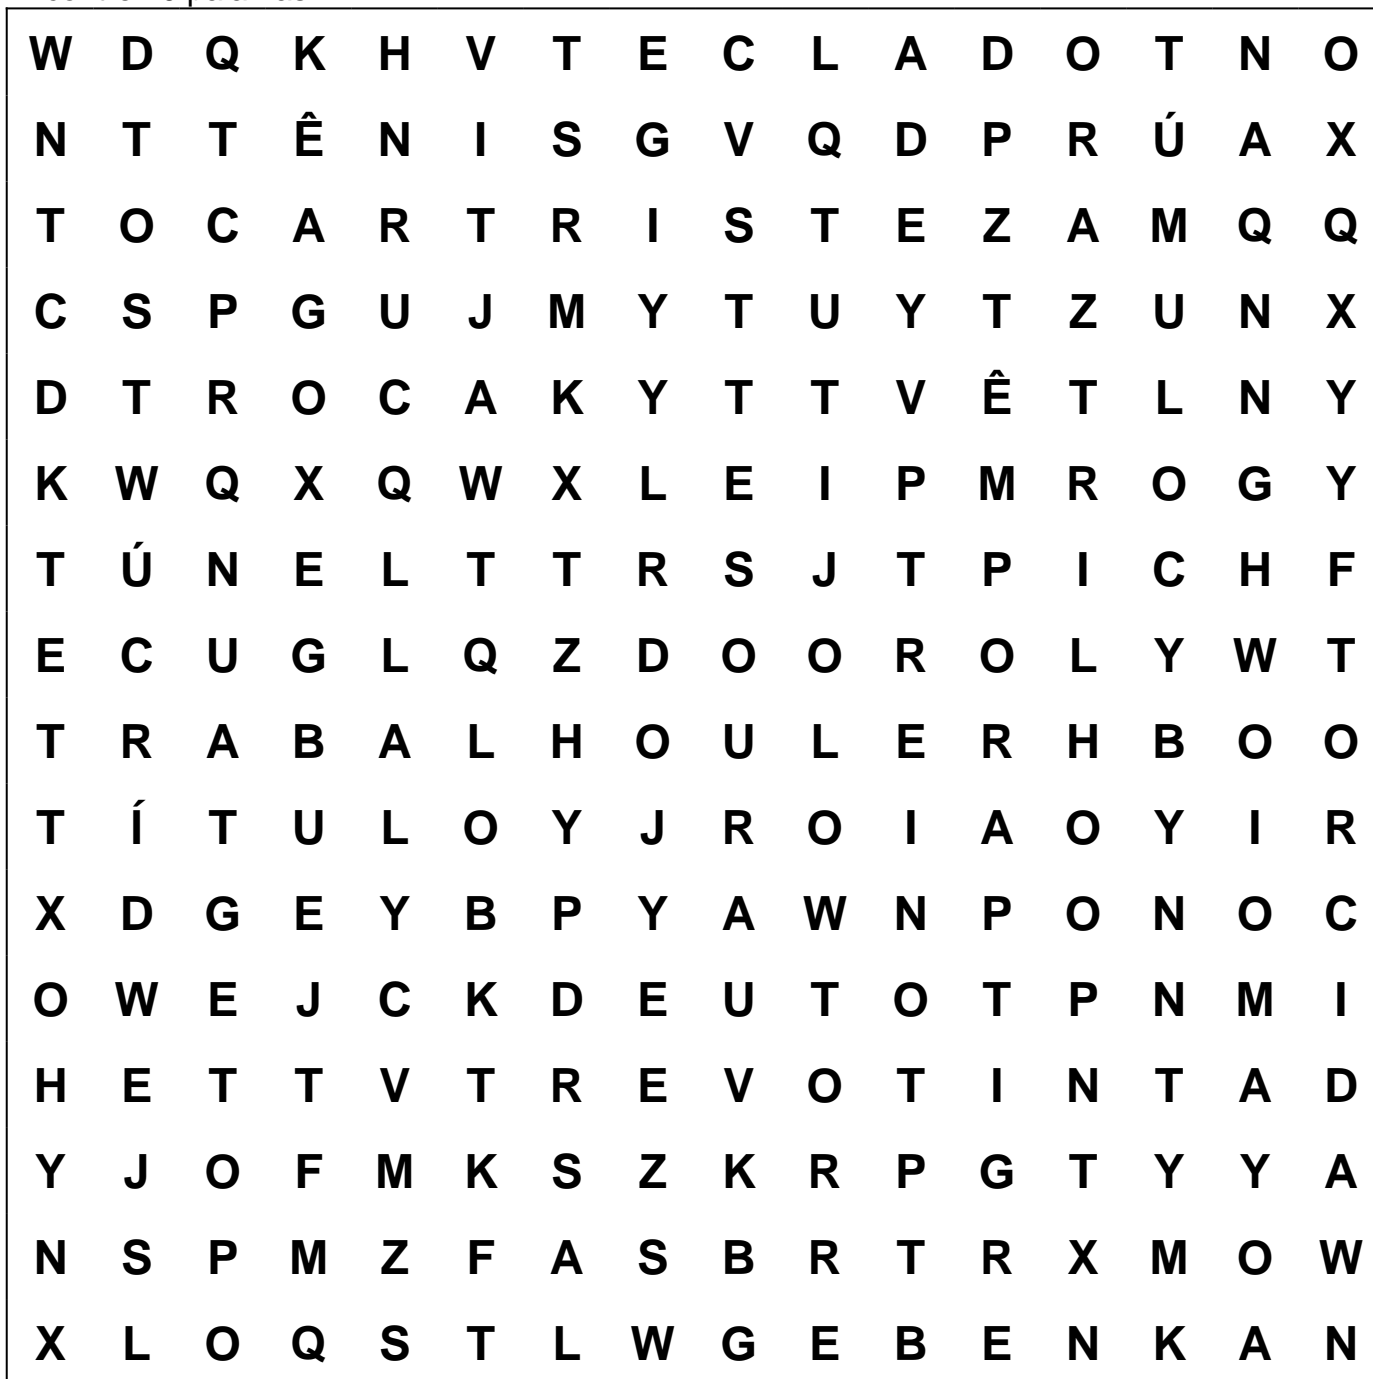 W D Q K H V T E C L A D O T N O
N T T Ê N I S G V Q D P R Ú A X
T O C A R T R I S T E Z A M Q Q
C S P G U J M Y T U Y T Z U N X
D T R O C A K Y T T V Ê T L N Y
K W Q X Q W X L E I P M R O G Y
T Ú N E L T T R S J T P I C H F
E C U G L Q Z D O O R O L Y W T
T R A B A L H O U L E R H B O O
T Í T U L O Y J R O I A O Y I R
X D G E Y B P Y A W N P O N O C
O W E J C K D E U T O T P N M I
H E T T V T R E V O T I N T A D
Y J O F M K S Z K R P G T Y Y A
N S P M Z F A S B R T R X M O W
X L O Q S T L W G E B E N K A N